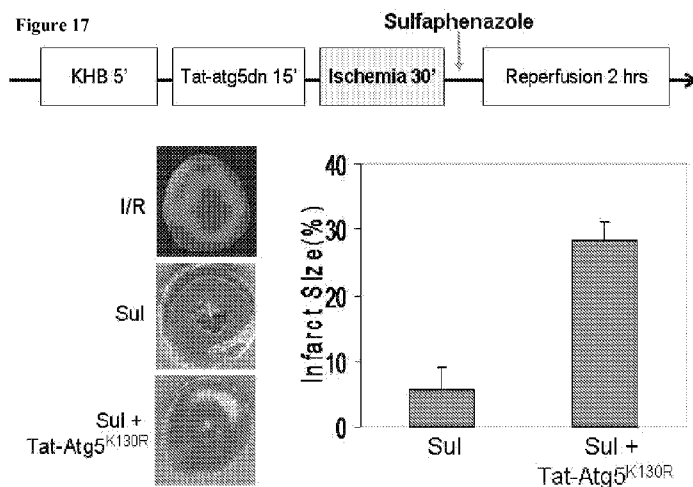 Figure 17
Sulfaphenazole
KHB 5'
Tat-atg5dn 15'
Ischemia 30'
Reperfusion 2 hrs
I/R
Sul
Sul +
Tat-Atg5K130R
Infarct Size(%)
40
30
20
10
0
Sul
Sul +
Tat-Atg5K130R